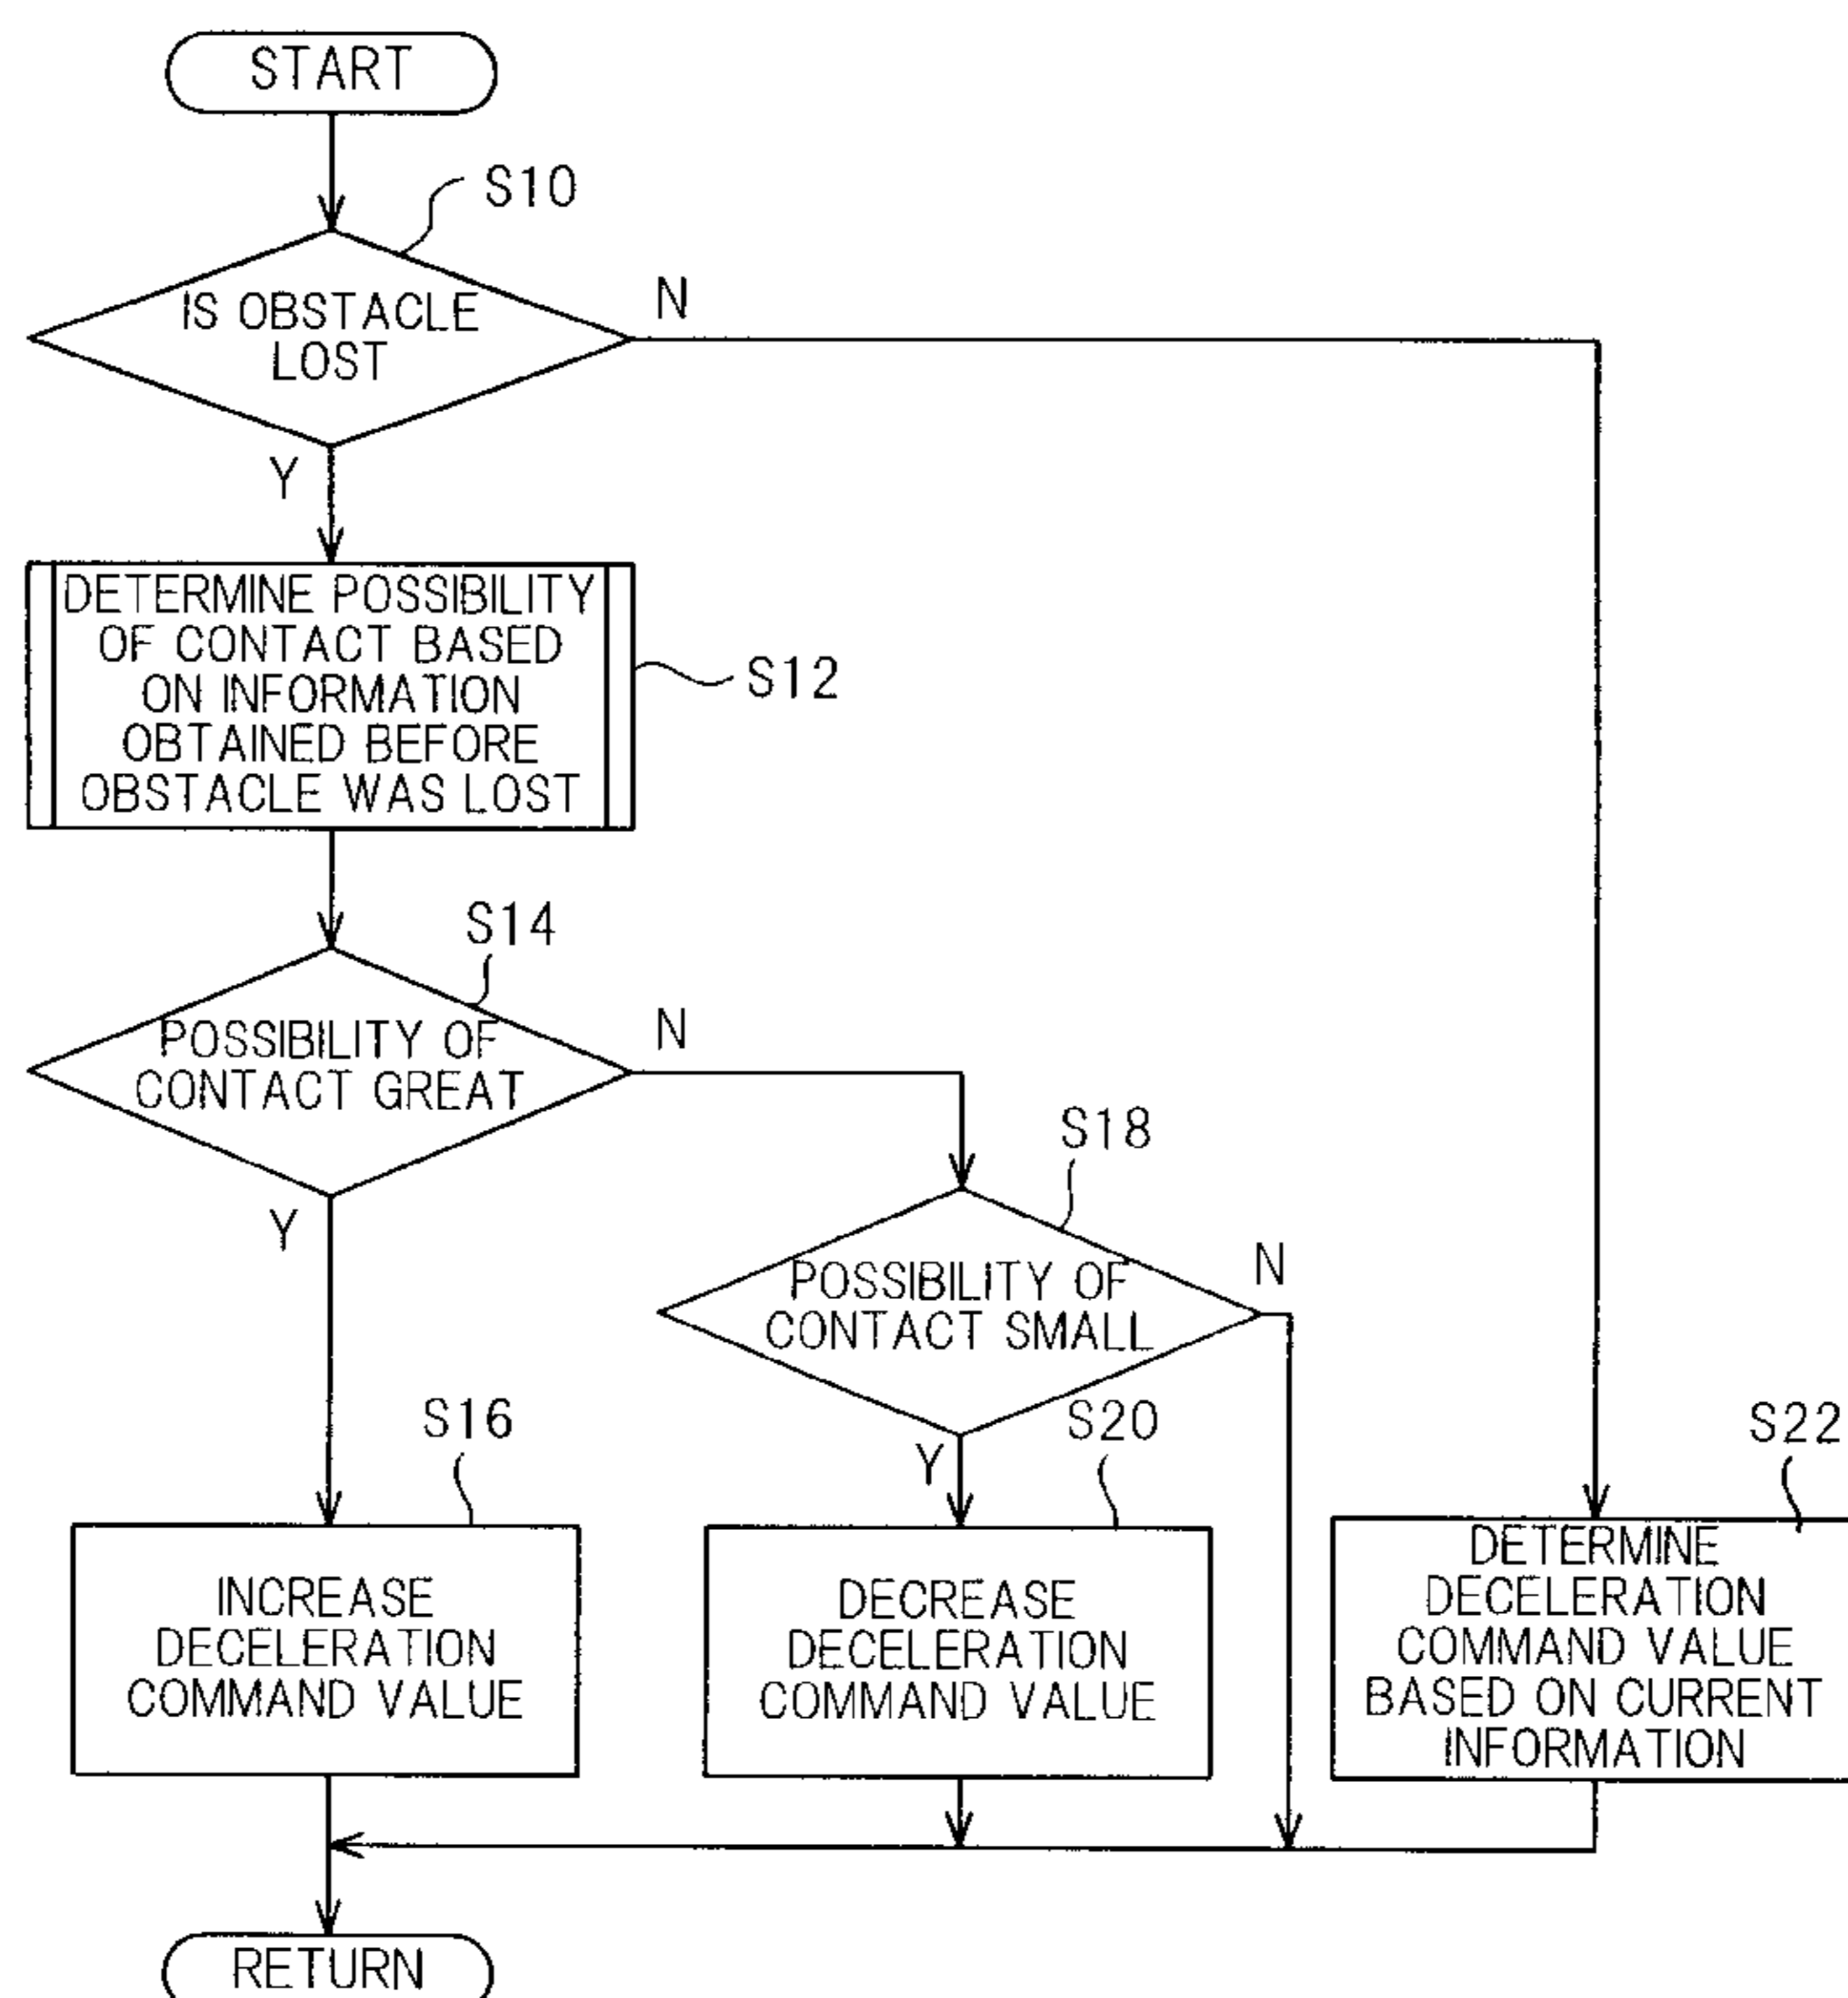 START
S10
IS OBSTACLE
LOST
N
Y
DETERMINE POSSIBILITY
OF CONTACT BASED
ON INFORMATION
OBTAINED BEFORE
OBSTACLE WAS LOST
S12
S14
POSSIBILITY OF
CONTACT GREAT
N
Y
S18
POSSIBILITY OF
CONTACT SMALL
N
Y
S16
INCREASE
DECELERATION
COMMAND VALUE
S20
DECREASE
DECELERATION
COMMAND VALUE
S22
DETERMINE
DECELERATION
COMMAND VALUE
BASED ON CURRENT
INFORMATION
RETURN